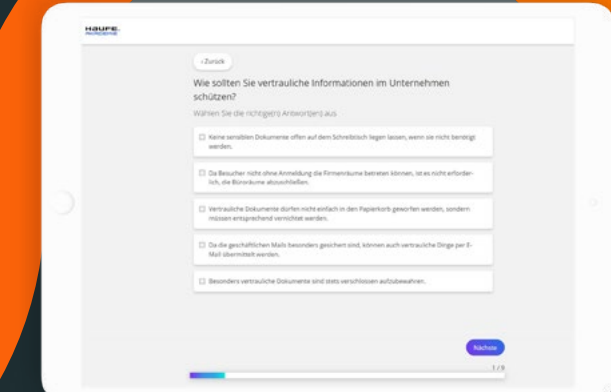 HAUFE.
AKADEMIE
‹ Zurück
Wie sollten Sie vertrauliche Informationen im Unternehmen
schützen?
Wählen Sie die richtige(n) Antwort(en) aus
Keine sensiblen Dokumente offen auf dem Schreibtisch liegen lassen, wenn sie nicht benötigt
werden.
Da Besucher nicht ohne Anmeldung die Firmenräume betreten können, ist es nicht erforder-
lich, die Büroräume abzuschließen.
Vertrauliche Dokumente dürfen nicht einfach in den Papierkorb geworfen werden, sondern
müssen entsprechend vernichtet werden.
Da die geschäftlichen Mails besonders gesichert sind, können auch vertrauliche Dinge per E-
Mail übermittelt werden.
Besonders vertrauliche Dokumente sind stets verschlossen aufzubewahren.
Nächste
1 / 9